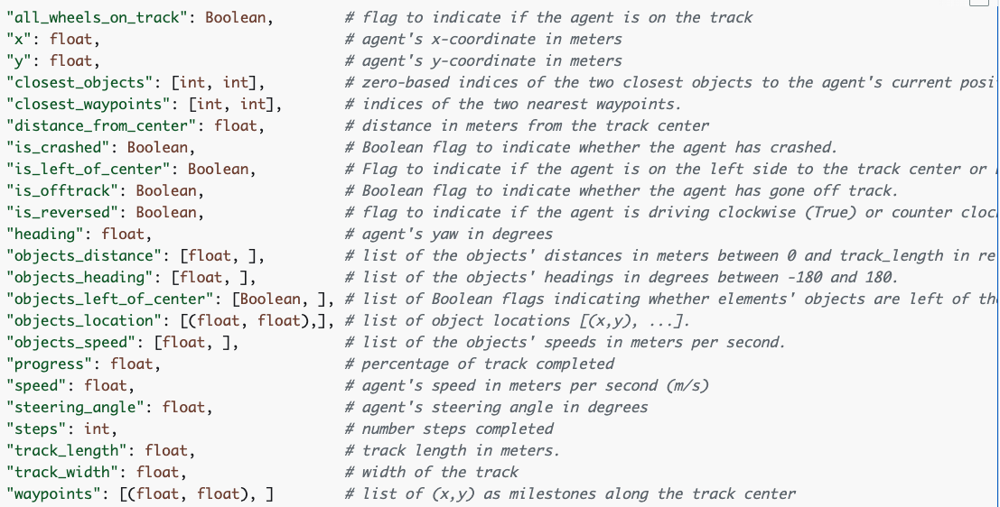 "all_wheels_on_track": Boolean, # flag to indicate if the agent is on the track
"x": float, # agent's x-coordinate in meters
"y": float, # agent's y-coordinate in meters
"closest_objects": [int, int], # zero-based indices of the two closest objects to the agent's current posi
"closest_waypoints": [int, int], # indices of the two nearest waypoints.
"distance_from_center": float, # distance in meters from the track center
"is_crashed": Boolean, # Boolean flag to indicate whether the agent has crashed.
"is_left_of_center": Boolean, # Flag to indicate if the agent is on the left side to the track center or
"is_offtrack": Boolean, # Boolean flag to indicate whether the agent has gone off track.
"is_reversed": Boolean, # flag to indicate if the agent is driving clockwise (True) or counter cloc
"heading": float, # agent's yaw in degrees
"objects_distance": [float, ], # list of the objects' distances in meters between 0 and track_length in re
"objects_heading": [float, ], # list of the objects' headings in degrees between -180 and 180.
"objects_left_of_center": [Boolean, ], # list of Boolean flags indicating whether elements' objects are left of th
"objects_location": [(float, float),], # list of object locations [(x,y), ...].
"objects_speed": [float, ], # list of the objects' speeds in meters per second.
"progress": float, # percentage of track completed
"speed": float, # agent's speed in meters per second (m/s)
"steering_angle": float, # agent's steering angle in degrees
"steps": int, # number steps completed
"track_length": float, # track length in meters.
"track_width": float, # width of the track
"waypoints": [(float, float), ] # list of (x,y) as milestones along the track center